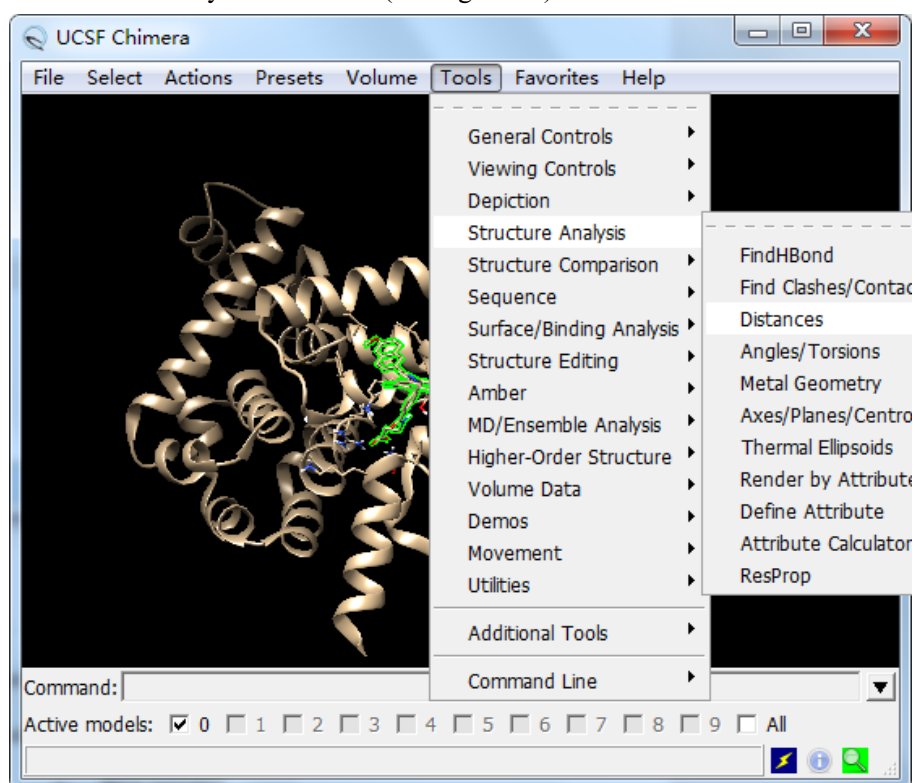 UCSF Chimera
File Select Actions Presets Volume Tools Favorites Help
General Controls
Viewing Controls
Depiction
Structure Analysis
Structure Comparison
Sequence
Surface/Binding Analysis
Structure Editing
Amber
MD/Ensemble Analysis
Higher-Order Structure
Volume Data
Demos
Movement
Utilities
Additional Tools
Command Line
FindHBond
Find Clashes/Contac
Distances
Angles/Torsions
Metal Geometry
Axes/Planes/Centro
Thermal Ellipsoids
Render by Attribute
Define Attribute
Attribute Calculator
ResProp
Command:
Active models: 0 1 2 3 4 5 6 7 8 9 All